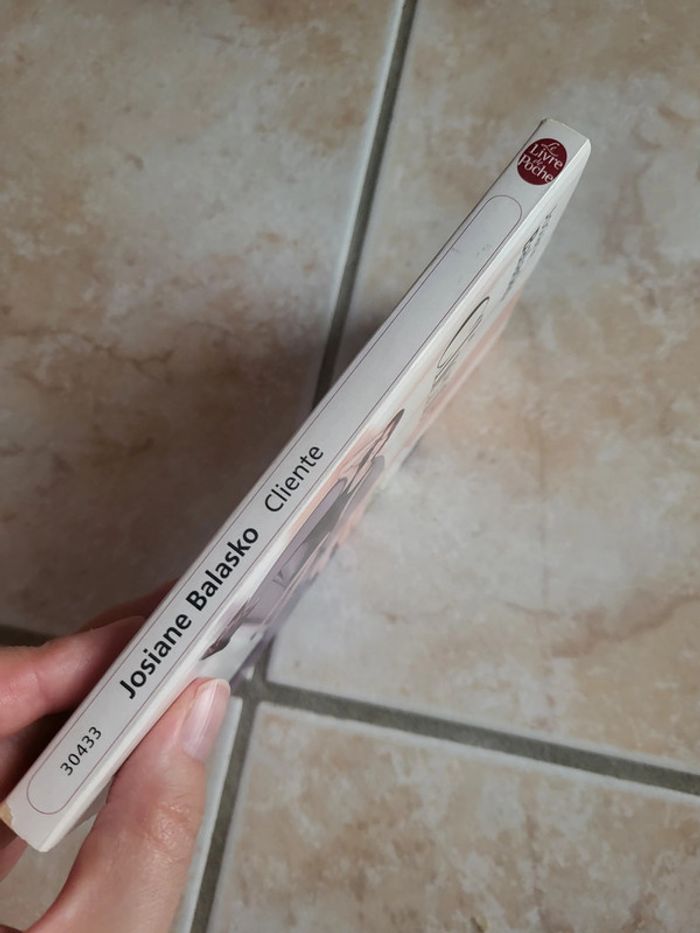 Le
Livre
de
Poche
Josiane Balasko Cliente
30433